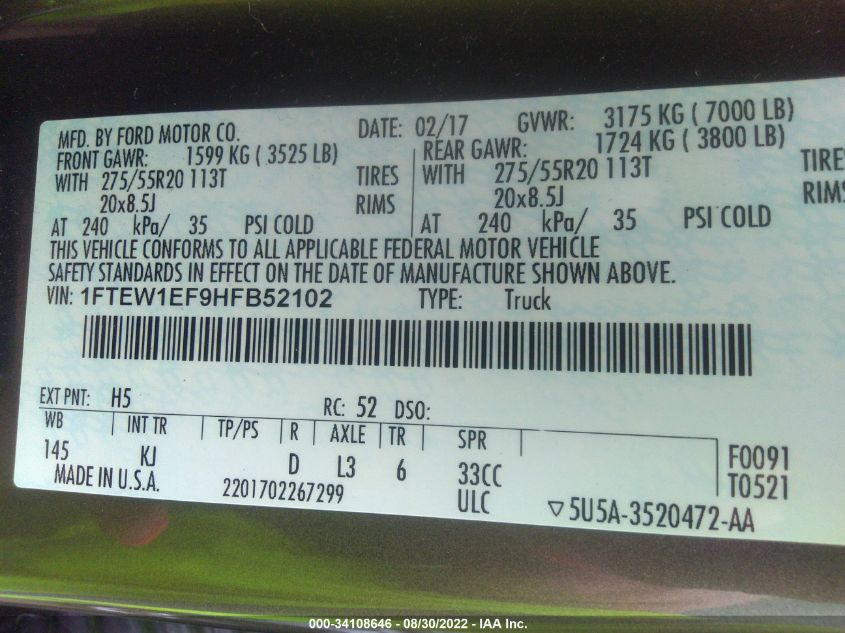 MFD. BY FORD MOTOR CO. DATE: 02/17 GVWR: 3175 KG ( 7000 LB)
FRONT GAWR: 1599 KG ( 3525 LB) REAR GAWR: 1724 KG ( 3800 LB)
WITH 275/55R20 113T TIRES WITH 275/55R20 113T TIRES
20x8.5J RIMS 20x8.5J RIMS
AT 240 kPa/ 35 PSI COLD AT 240 kPa/ 35 PSI COLD
THIS VEHICLE CONFORMS TO ALL APPLICABLE FEDERAL MOTOR VEHICLE
SAFETY STANDARDS IN EFFECT ON THE DATE OF MANUFACTURE SHOWN ABOVE.
VIN: 1FTEW1EF9HFB52102 TYPE: Truck
EXT PNT: H5 RC: 52 DSO:
WB INT TR TP/PS R AXLE TR SPR
145 KJ D L3 6 33CC F0091
MADE IN U.S.A. 2201702267299 ULC T0521
▽5U5A-3520472-AA
000-34108646 - 08/30/2022 - IAA Inc.